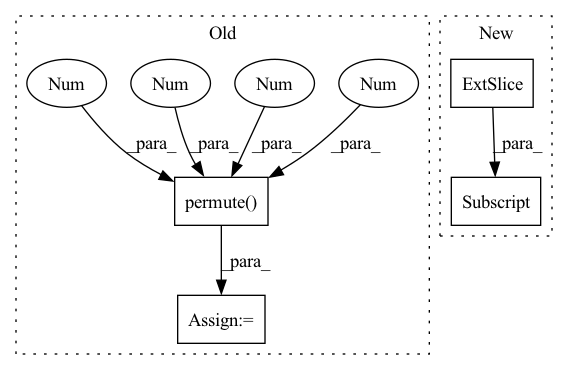 Old
New
Num
Num
Num
Num
ExtSlice
_para_
_para_
_para_
_para_
_para_
permute()
Subscript
_para_
Assign:=